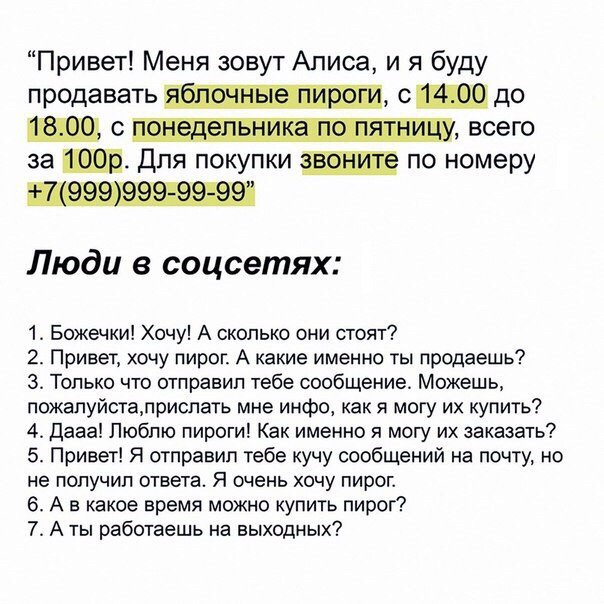 “Привет! Меня зовут Алиса, и я буду
продавать яблочные пироги, с 14.00 до
18.00, с понедельника по пятницу, всего
за 100р. Для покупки звоните по номеру
+7(999)999-99-99”
Люди в соцсетях:
1. Божечки! Хочу! А сколько они стоят?
2. Привет, хочу пирог. А какие именно ты продаешь?
3. Только что отправил тебе сообщение. Можешь,
пожалуйста,прислать мне инфо, как я могу их купить?
4. Дааа! Люблю пироги! Как именно я могу их заказать?
5. Привет! Я отправил тебе кучу сообщений на почту, но
не получил ответа. Я очень хочу пирог.
6. А в какое время можно купить пирог?
7. А ты работаешь на выходных?